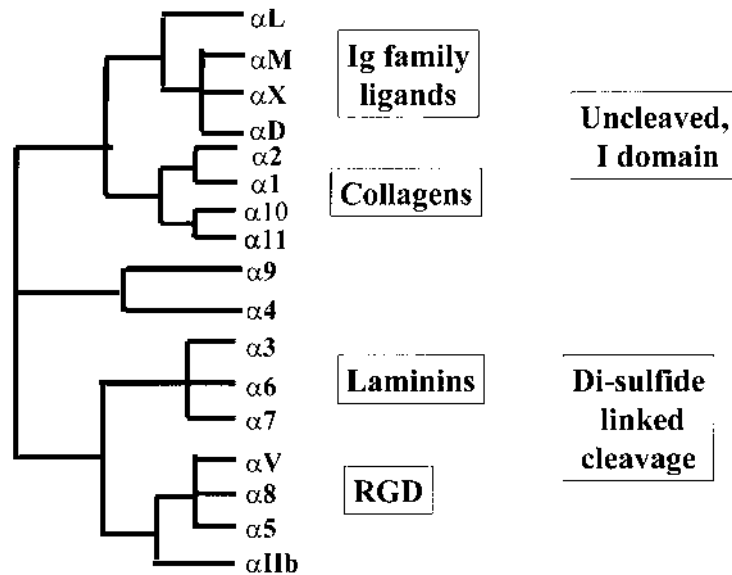 αL
αM
αX
αD
α2
α1
α10
α11
α9
α4
α3
α6
α7
αV
α8
α5
αIIb
Ig family
ligands
Collagens
Laminins
RGD
Uncleaved,
I domain
Di-sulfide
linked
cleavage